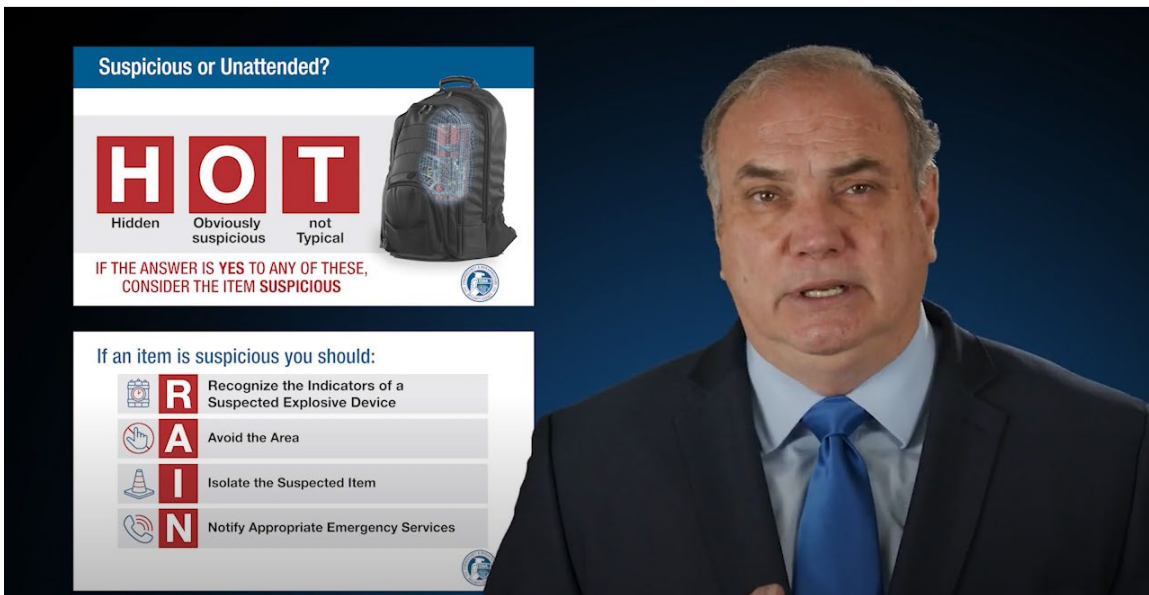 Suspicious or Unattended?
H O T
Hidden
Obviously
suspicious
not
Typical
IF THE ANSWER IS YES TO ANY OF THESE,
CONSIDER THE ITEM SUSPICIOUS
If an item is suspicious you should:
R Recognize the Indicators of a
Suspected Explosive Device
A Avoid the Area
I Isolate the Suspected Item
N Notify Appropriate Emergency Services